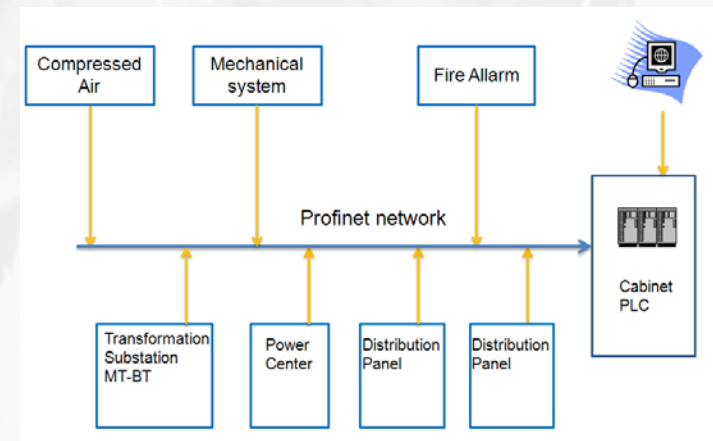 Compressed
Air
Mechanical
system
Fire Allarm
Profinet network
Cabinet
PLC
Transformation
Substation
MT-BT
Power
Center
Distribution
Panel
Distribution
Panel